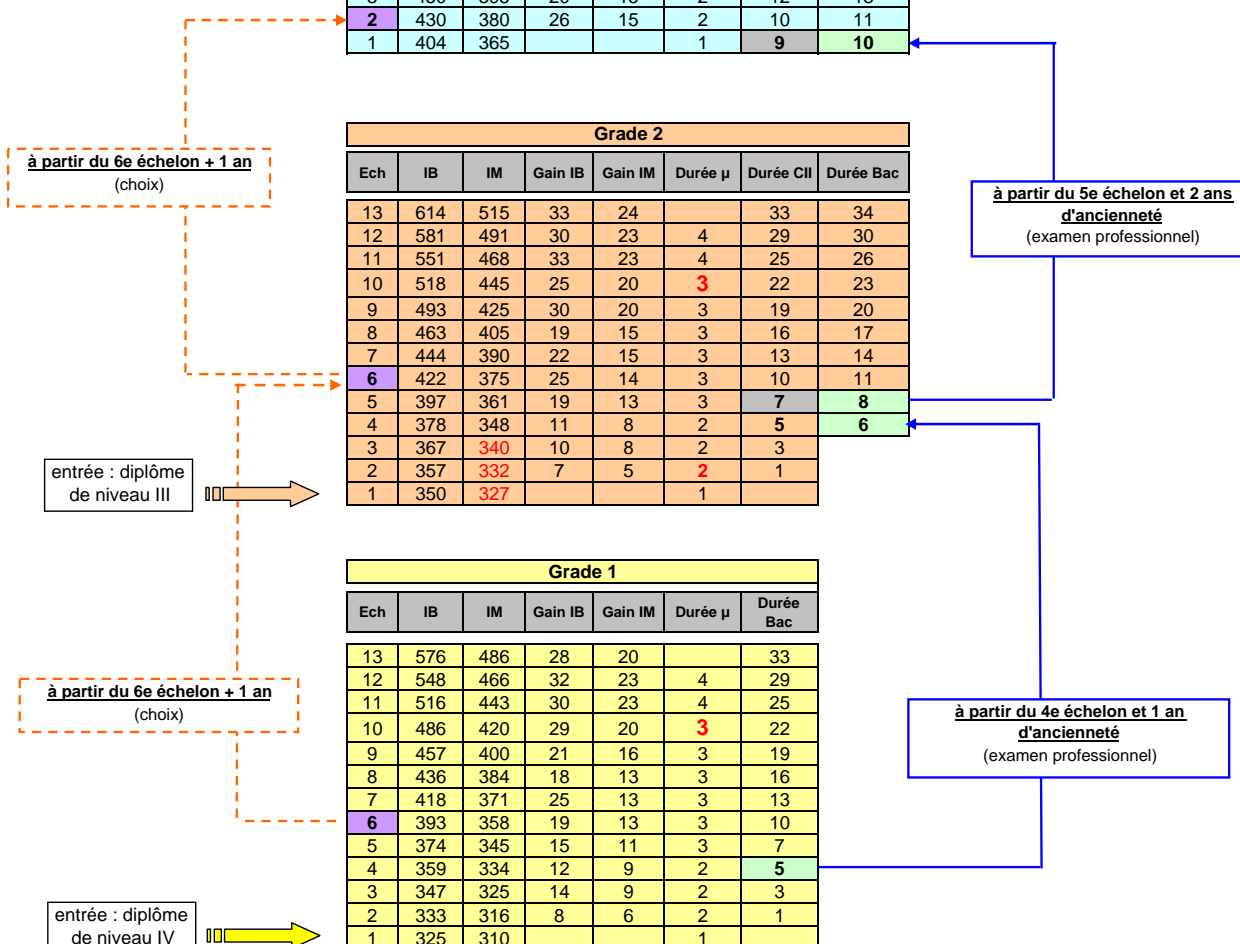 2 430 380 26 15 2 10 11
1 404 365 1 9 10
à partir du 6e échelon + 1 an
(choix)
à partir du 5e échelon et 2 ans
d'ancienneté
(examen professionnel)
Grade 2
Ech IB IM Gain IB Gain IM Durée µ Durée CII Durée Bac
13 614 515 33 24 33 34
12 581 491 30 23 4 29 30
11 551 468 33 23 4 25 26
10 518 445 25 20 3 22 23
9 493 425 30 20 3 19 20
8 463 405 19 15 3 16 17
7 444 390 22 15 3 13 14
6 422 375 25 14 3 10 11
5 397 361 19 13 3 7 8
4 378 348 11 8 2 5 6
3 367 340 10 8 2 3
2 357 332 7 5 2 1
1 350 327 1
entrée : diplôme
de niveau III
Grade 1
Ech IB IM Gain IB Gain IM Durée µ Durée
Bac
13 576 486 28 20 33
12 548 466 32 23 4 29
11 516 443 30 23 4 25
10 486 420 29 20 3 22
9 457 400 21 16 3 19
8 436 384 18 13 3 16
7 418 371 25 13 3 13
6 393 358 19 13 3 10
5 374 345 15 11 3 7
4 359 334 12 9 2 5
3 347 325 14 9 2 3
2 333 316 8 6 2 1
1 325 310 1
à partir du 6e échelon + 1 an
(choix)
à partir du 4e échelon et 1 an
d'ancienneté
(examen professionnel)
entrée : diplôme
de niveau IV